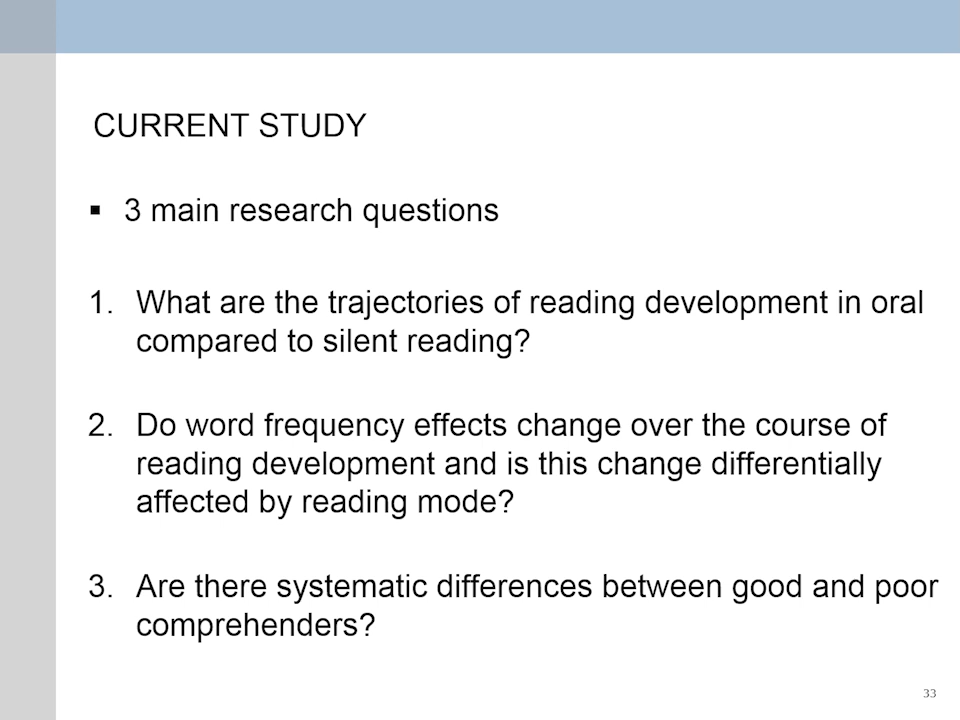 CURRENT STUDY
▪ 3 main research questions
1. What are the trajectories of reading development in oral
compared to silent reading?
2. Do word frequency effects change over the course of
reading development and is this change differentially
affected by reading mode?
3. Are there systematic differences between good and poor
comprehenders?
33